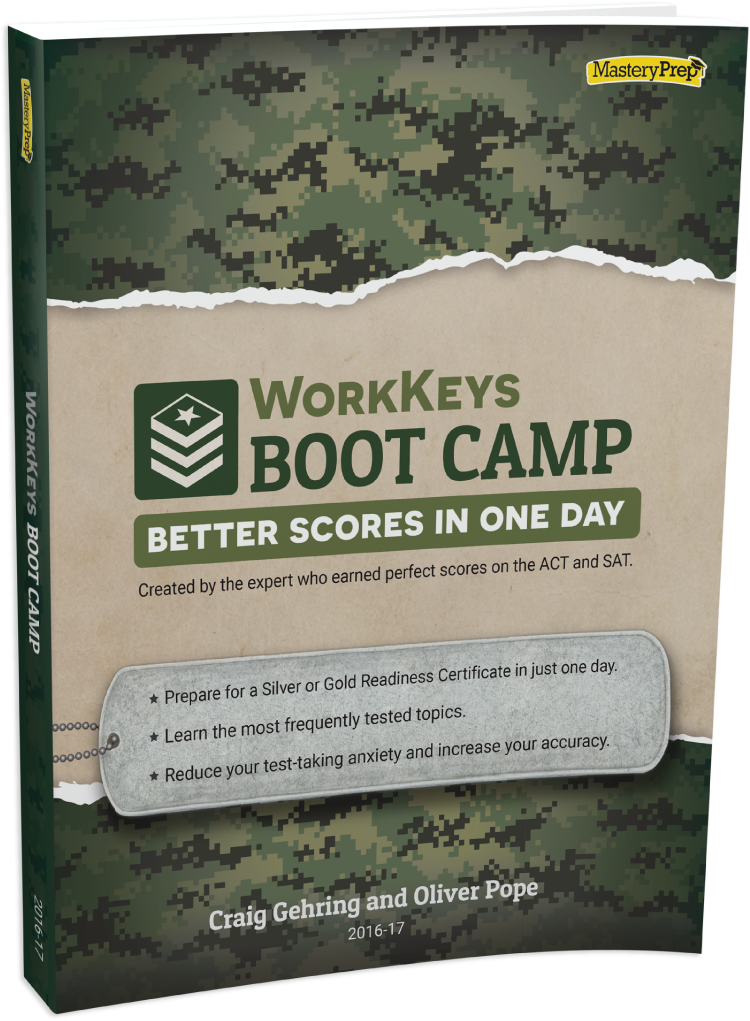 MasteryPrep
MasteryPrep
WORKKEYS BOOT CAMP
2016-17
WORKKEYS
BOOT CAMP
BETTER SCORES IN ONE DAY
Created by the expert who earned perfect scores on the ACT and SAT.
★ Prepare for a Silver or Gold Readiness Certificate in just one day.
★ Learn the most frequently tested topics.
★ Reduce your test-taking anxiety and increase your accuracy.
Craig Gehring and Oliver Pope
2016-17